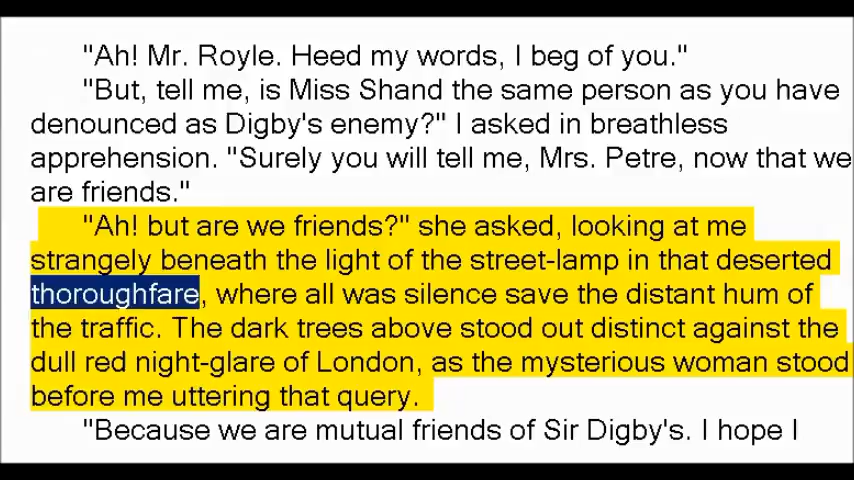 "Ah! Mr. Royle. Heed my words, I beg of you."
"But, tell me, is Miss Shand the same person as you have
denounced as Digby's enemy?" I asked in breathless
apprehension. "Surely you will tell me, Mrs. Petre, now that we
are friends."
"Ah! but are we friends?" she asked, looking at me
strangely beneath the light of the street-lamp in that deserted
thoroughfare, where all was silence save the distant hum of
the traffic. The dark trees above stood out distinct against the
dull red night-glare of London, as the mysterious woman stood
before me uttering that query.
"Because we are mutual friends of Sir Digby's. I hope I